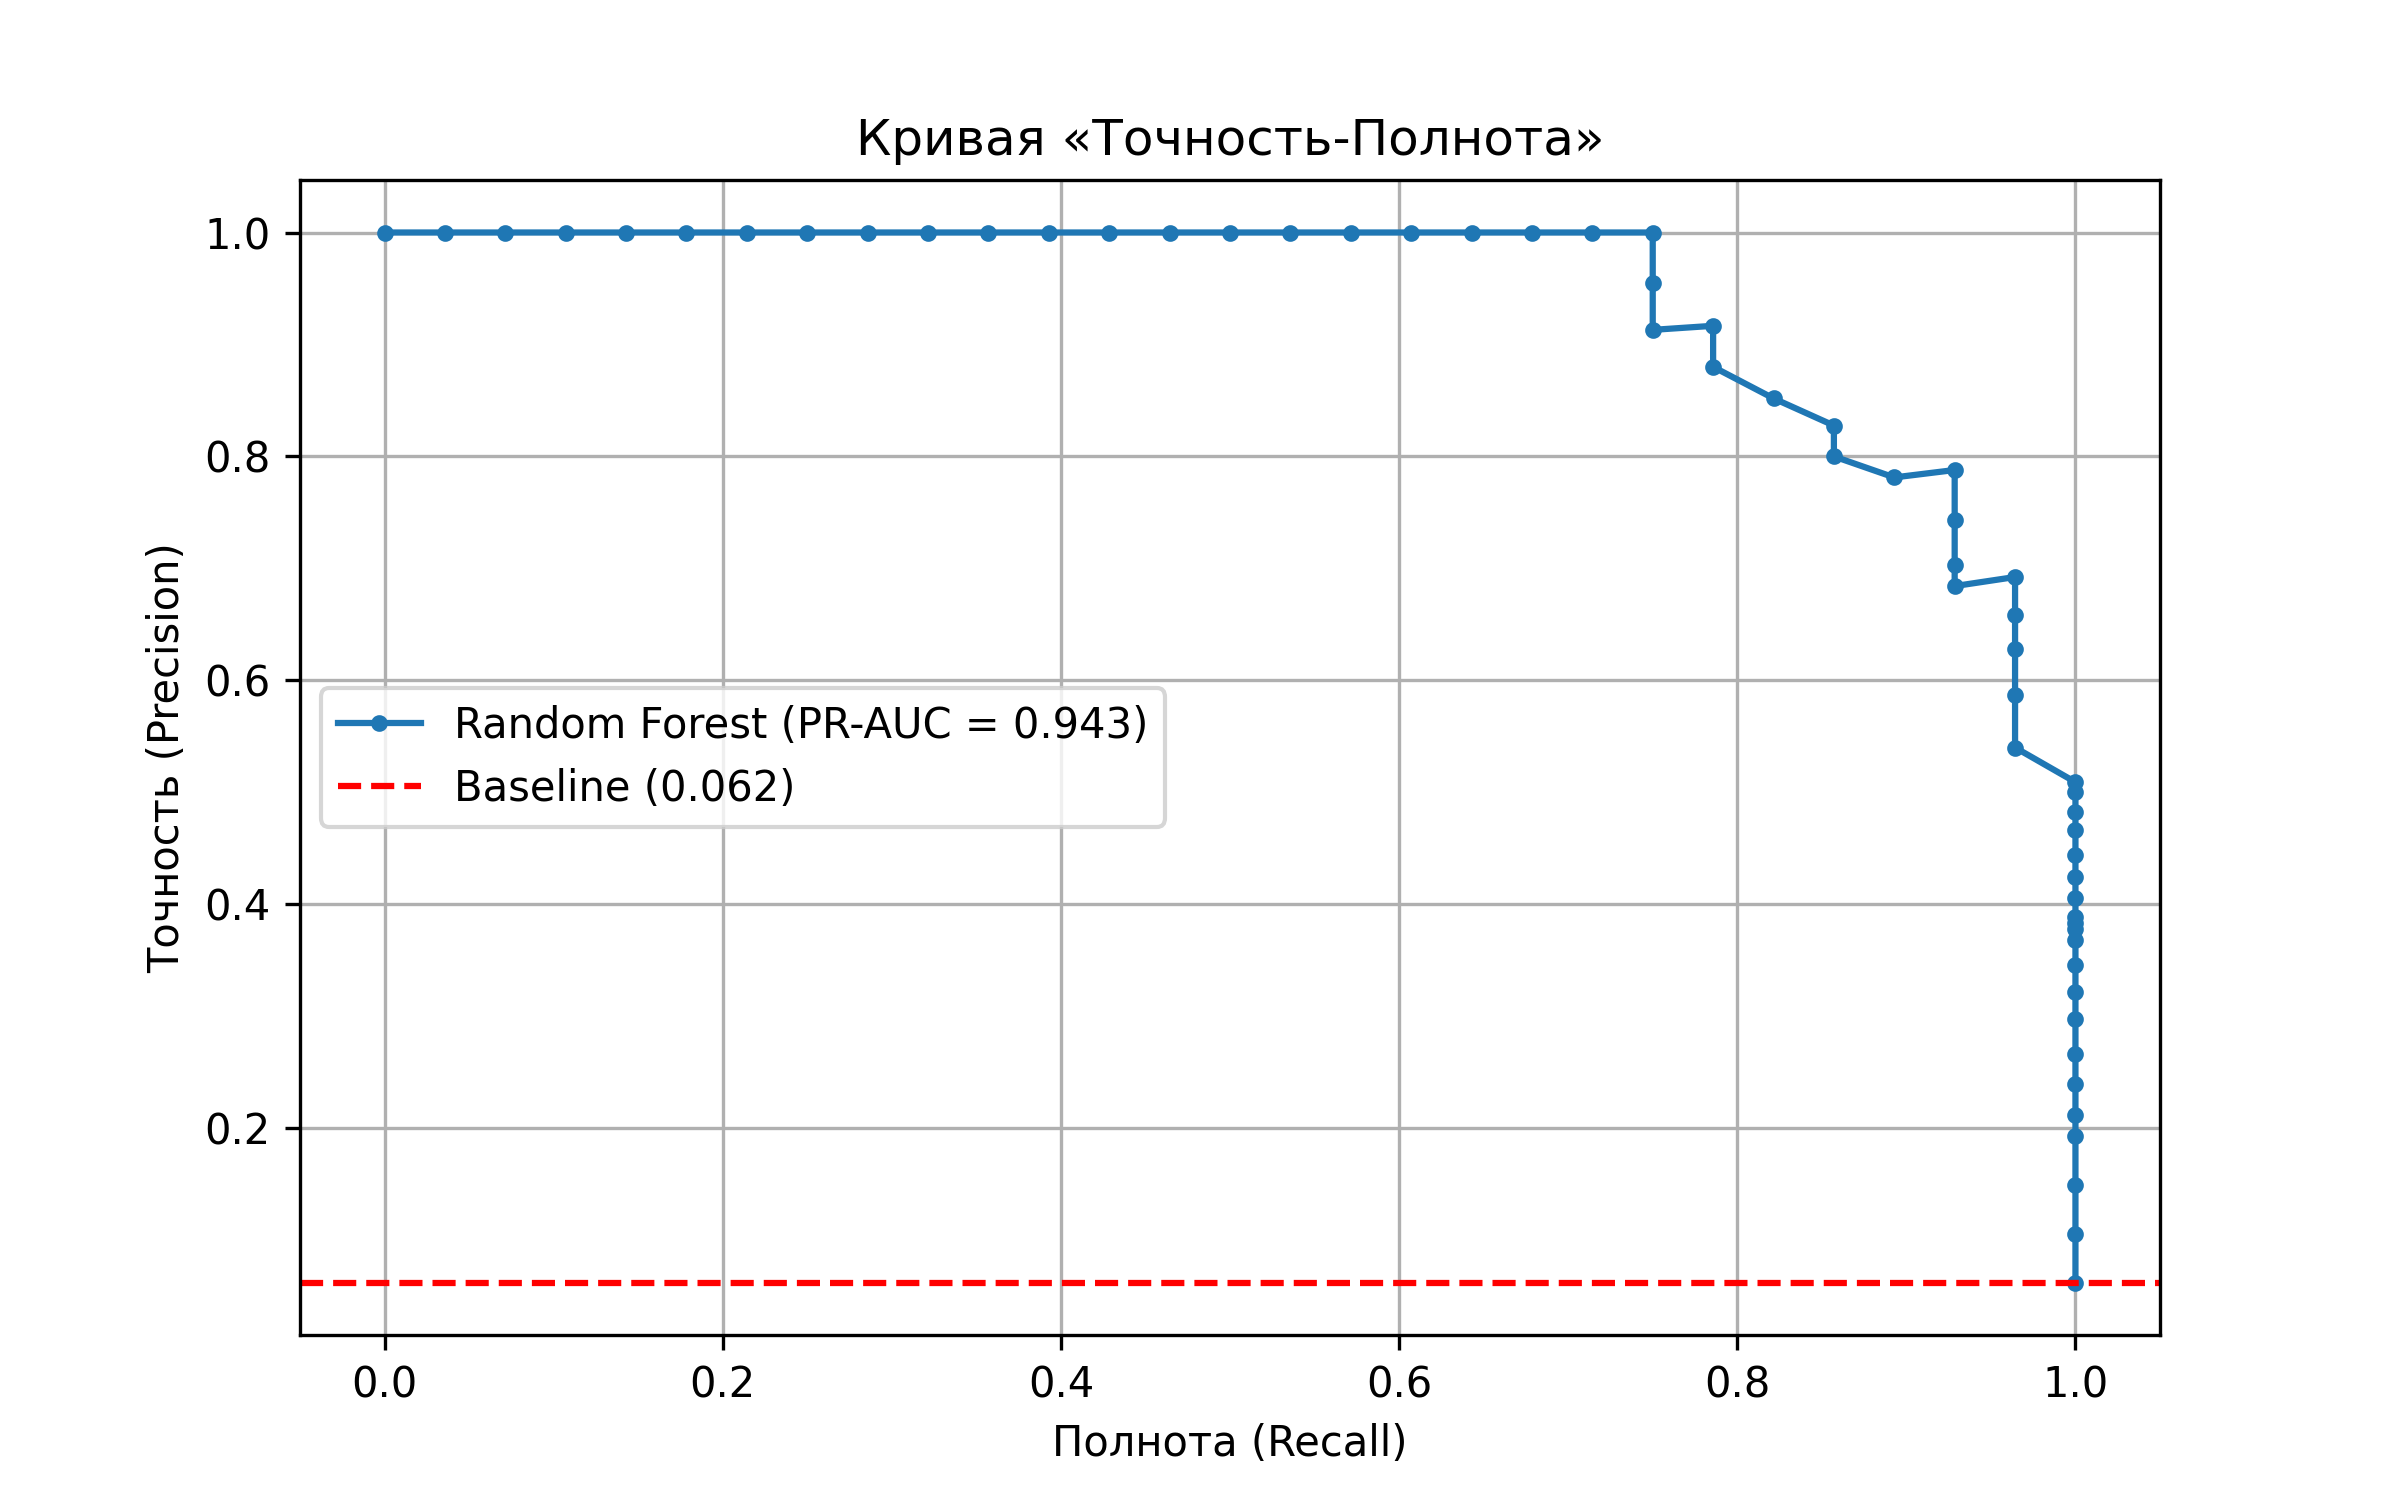 Кривая «Точность-Полнота»
1.0
0.8
0.6
0.4
0.2
Точность (Precision)
Random Forest (PR-AUC = 0.943)
Baseline (0.062)
0.0
0.2
0.4
0.6
0.8
1.0
Полнота (Recall)